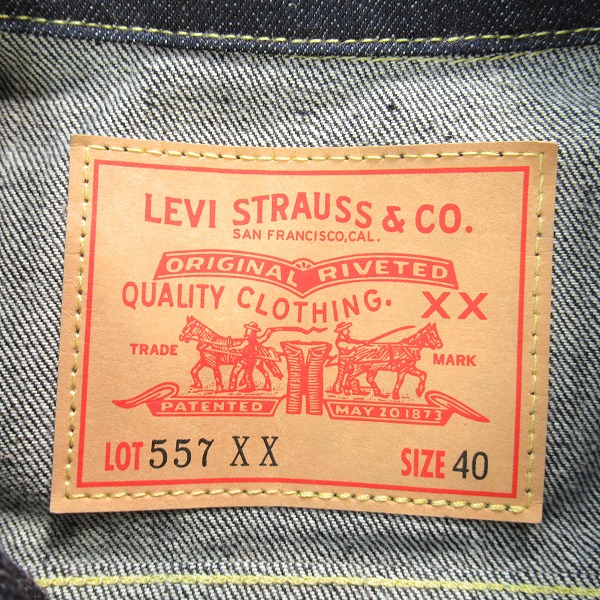 LEVI STRAUSS & CO.
SAN FRANCISCO, CAL.
ORIGINAL RIVETED
QUALITY CLOTHING. XX
TRADE MARK
PATENTED MAY 20 1873
LOT 557 XX SIZE 40